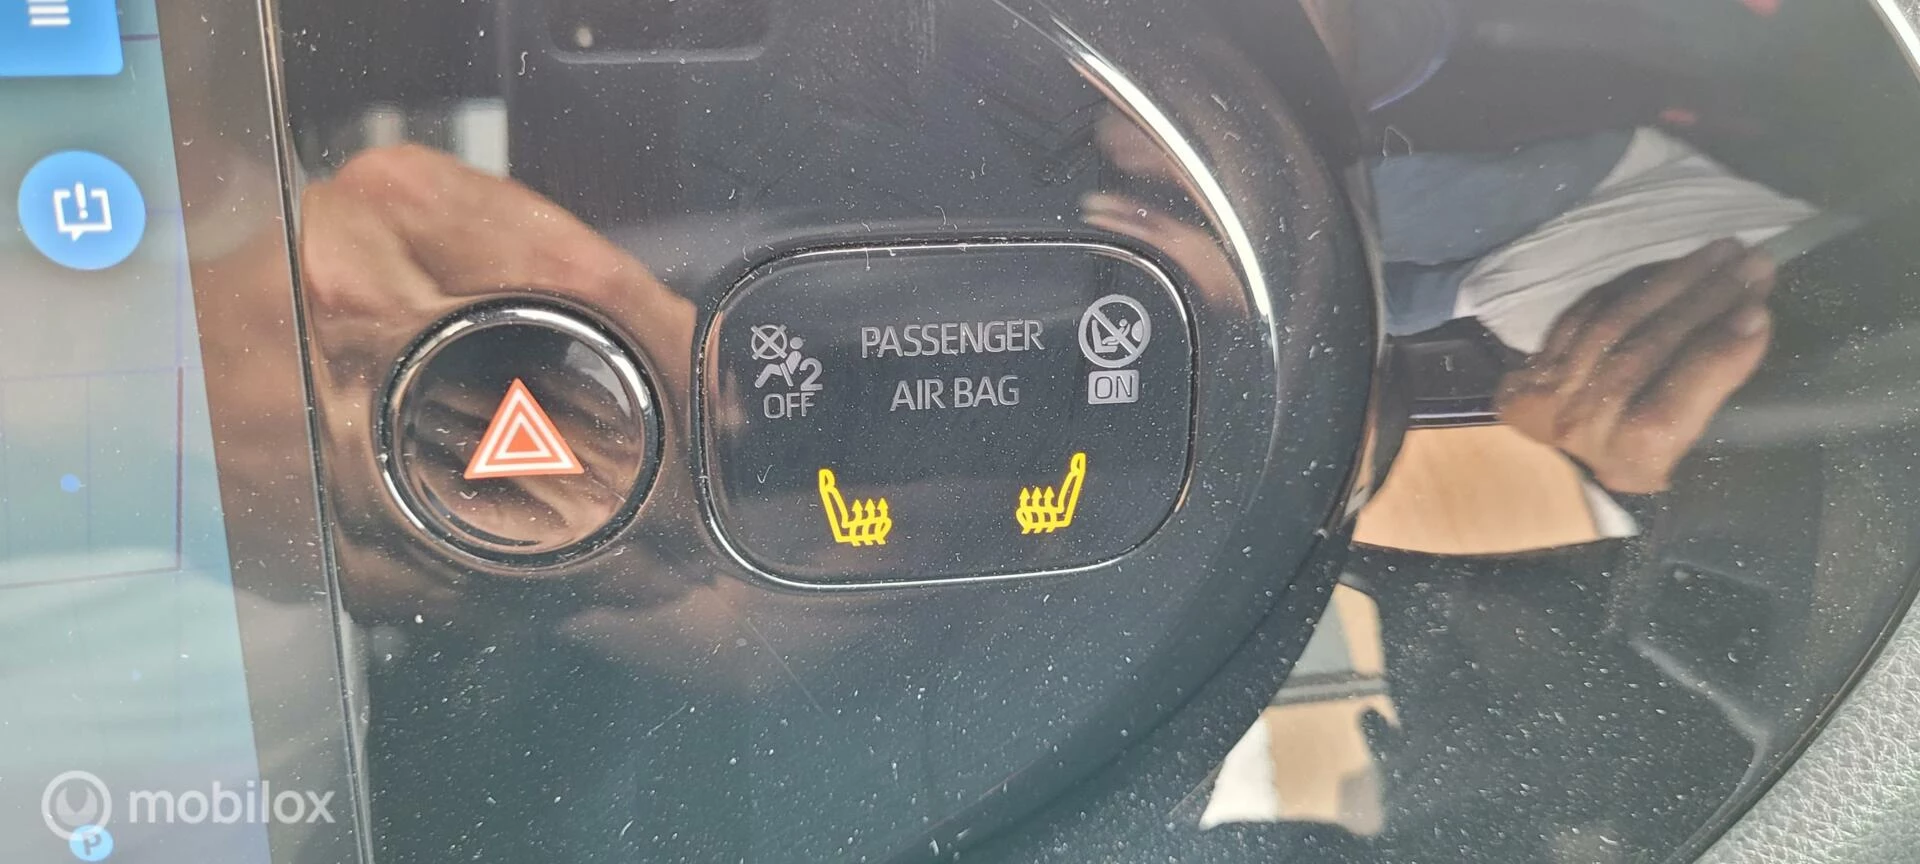 PASSENGER
AIR BAG
2
OFF
ON
mobilox
P